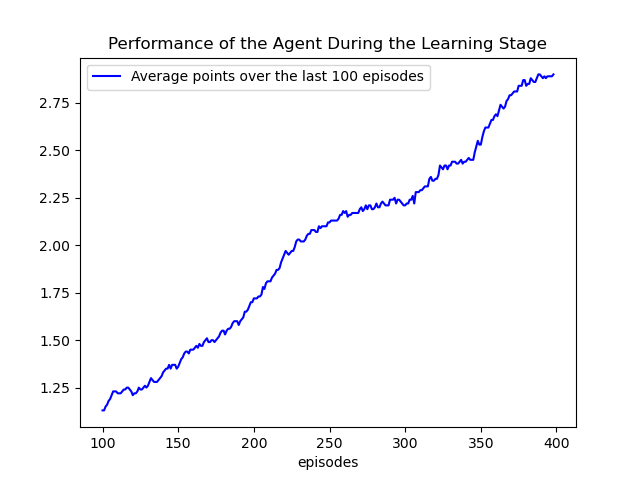 Performance of the Agent During the Learning Stage
Average points over the last 100 episodes
2.75
2.50
2.25
2.00
1.75
1.50
1.25
100 150 200 250 300 350 400
episodes